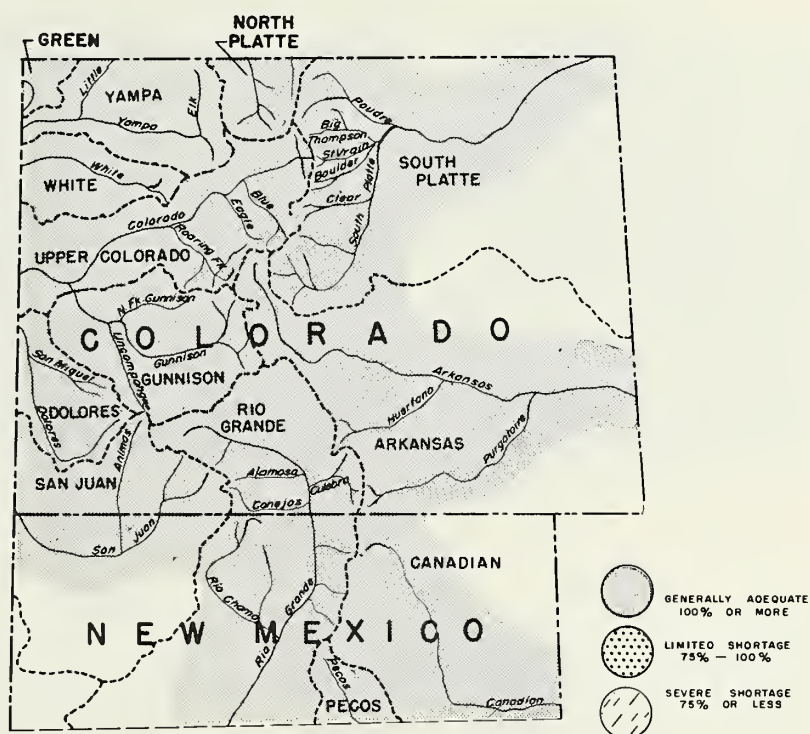 GREEN
NORTH
PLATTE
Little
YAMPA
Elk
Yampa
Poudre
Big
Thompson
St Vrain
Boulder
SOUTH
PLATTE
White
WHITE
Clear
South Platte
Blue
Eagle
Colorado
Roaring Fk
UPPER COLORADO
N. Fk. Gunnison
COLORADO
Uncompahgre
Gunnison
GUNNISON
San Miguel
DOLORES
Dolores
Animas
RIO
GRANDE
Arkansas
Huerfano
ARKANSAS
Purgatoire
SAN JUAN
Alamosa
Culebra
Conejos
San Juan
CANADIAN
Rio Chama
Rio Grande
NEW MEXICO
Pecos
PECOS
Canadian
GENERALLY ADEQUATE
100% OR MORE
LIMITED SHORTAGE
75% — 100%
SEVERE SHORTAGE
75% OR LESS